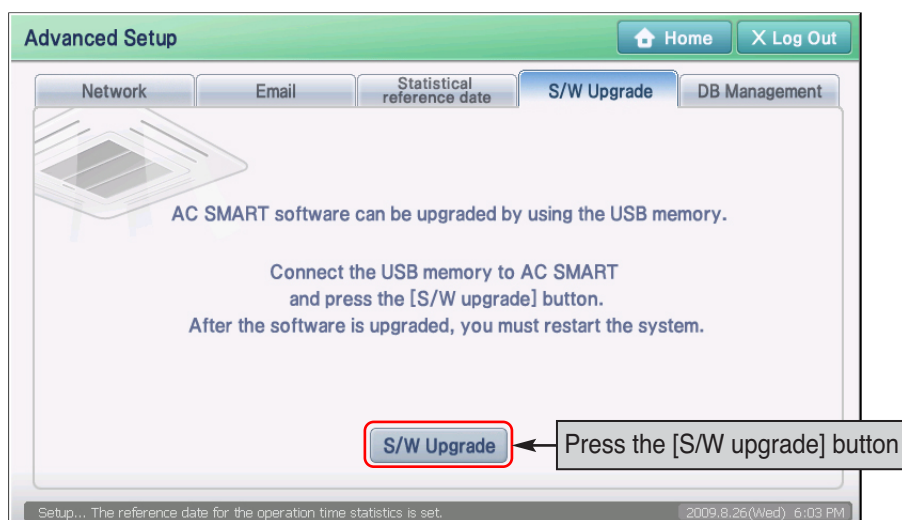 Advanced Setup
Home
X Log Out
Network
Email
Statistical
reference date
S/W Upgrade
DB Management
AC SMART software can be upgraded by using the USB memory.
Connect the USB memory to AC SMART
and press the [S/W upgrade] button.
After the software is upgraded, you must restart the system.
S/W Upgrade
Press the [S/W upgrade] button
Setup... The reference date for the operation time statistics is set.
2009.8.26(Wed) 6:03 PM